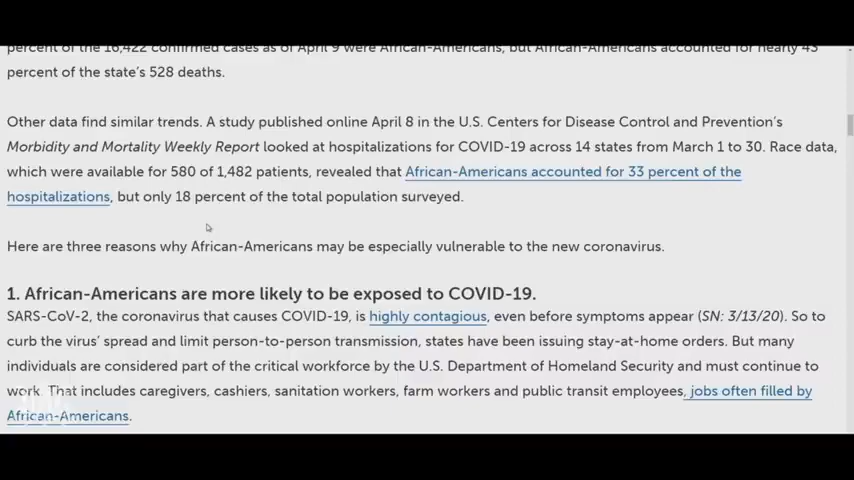 percent of the 16,422 confirmed cases as of April 9 were African-Americans, but African-Americans accounted for nearly 43
percent of the state's 528 deaths.
Other data find similar trends. A study published online April 8 in the U.S. Centers for Disease Control and Prevention's
Morbidity and Mortality Weekly Report looked at hospitalizations for COVID-19 across 14 states from March 1 to 30. Race data,
which were available for 580 of 1,482 patients, revealed that African-Americans accounted for 33 percent of the
hospitalizations, but only 18 percent of the total population surveyed.
Here are three reasons why African-Americans may be especially vulnerable to the new coronavirus.
1. African-Americans are more likely to be exposed to COVID-19.
SARS-CoV-2, the coronavirus that causes COVID-19, is highly contagious, even before symptoms appear (SN: 3/13/20). So to
curb the virus' spread and limit person-to-person transmission, states have been issuing stay-at-home orders. But many
individuals are considered part of the critical workforce by the U.S. Department of Homeland Security and must continue to
work. That includes caregivers, cashiers, sanitation workers, farm workers and public transit employees, jobs often filled by
African-Americans.